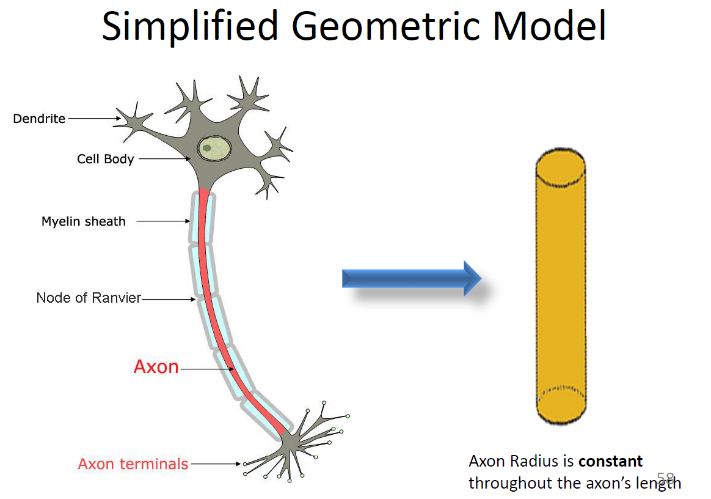 Simplified Geometric Model
Dendrite
Cell Body
Myelin sheath
Node of Ranvier
Axon
Axon terminals
Axon Radius is constant
throughout the axon's length
58